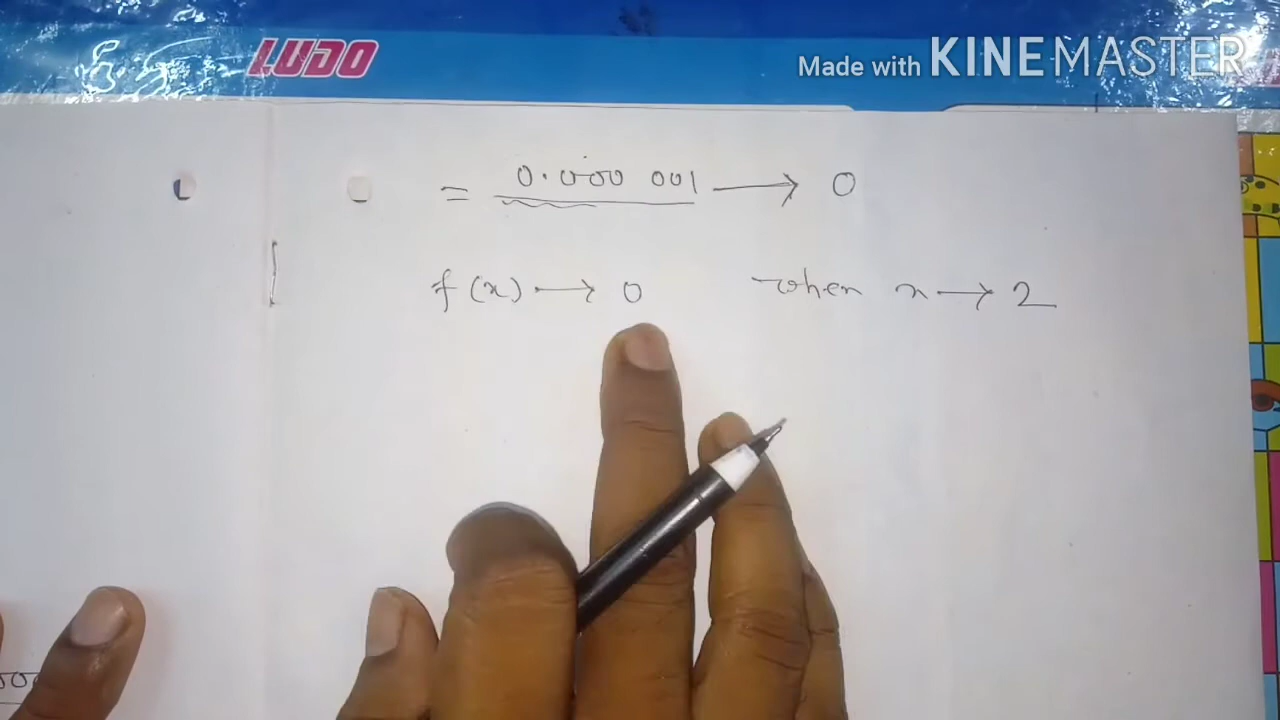 LUDO
Made with KINEMASTER
= 0.000 001 → 0
f(x) → 0 when x → 2